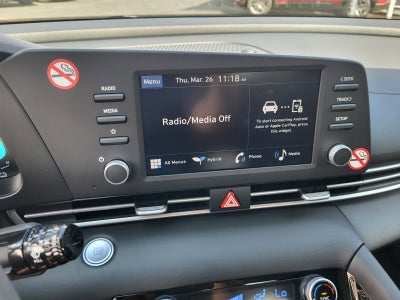 Menu Thu, Mar. 26 11:18 AM
RADIO
MEDIA
Radio/Media Off
To start connecting Android
Auto or Apple CarPlay, press
this widget.
All Menus Hybrid Phone Media
< SEEK
TRACK >
SETUP
Lo